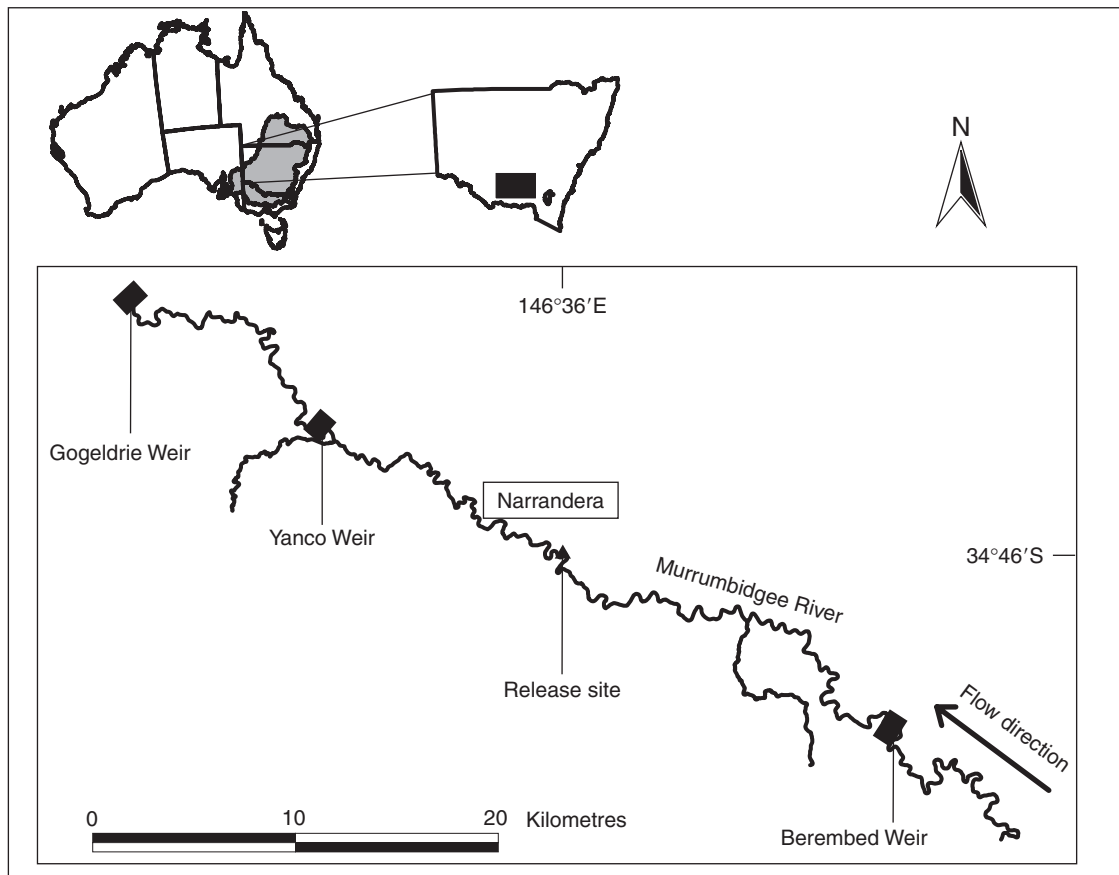 N
146°36′E
Gogeldrie Weir
Narrandera
Yanco Weir
34°46′S
Murrumbidgee River
Release site
Flow direction
0 10 20 Kilometres
Berembed Weir